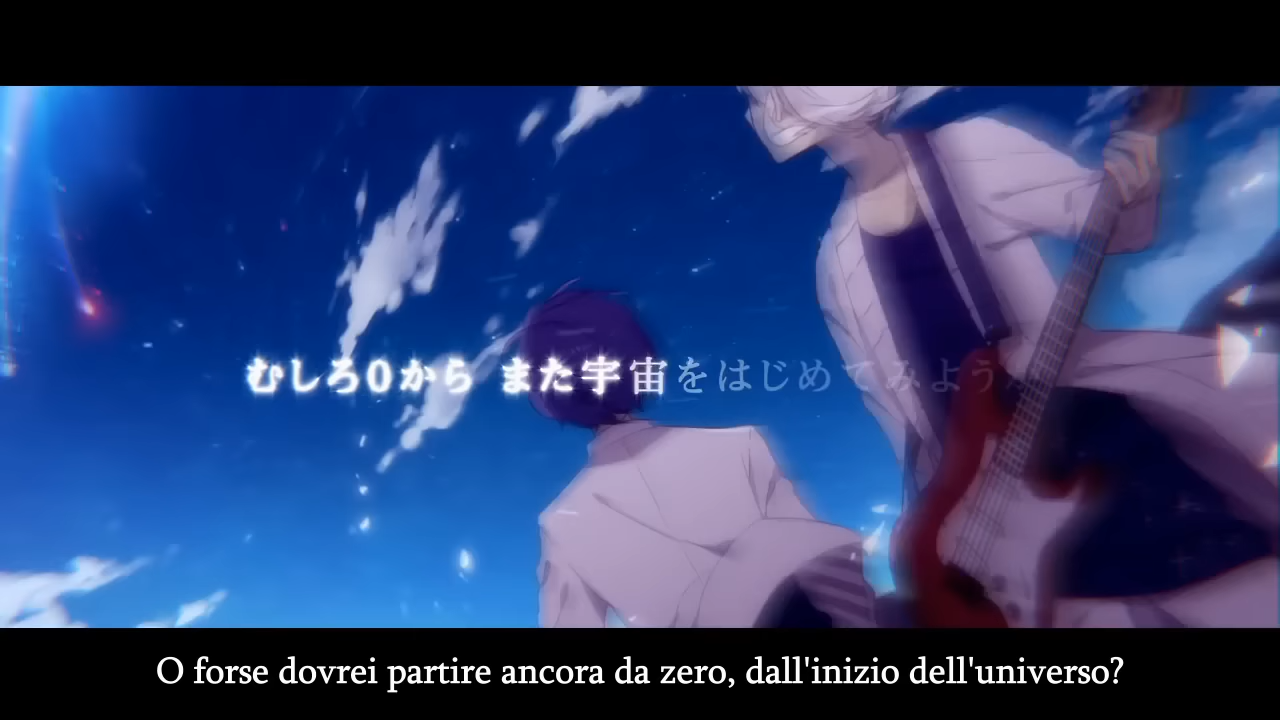 むしろ0から また宇宙をはじめてみよう
O forse dovrei partire ancora da zero, dall'inizio dell'universo?